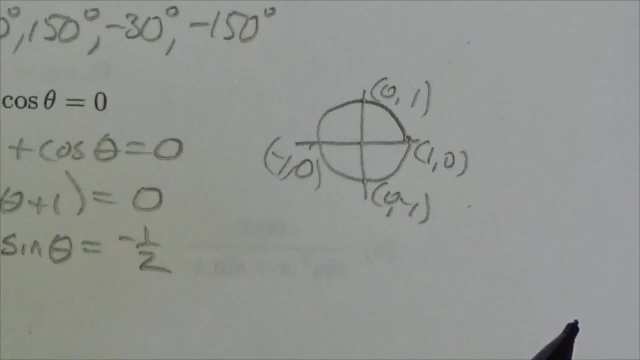 0°, 150°, -30°, -150°
cos θ = 0
+ cos θ = 0
θ+1) = 0
sin θ = -1/2
(0, 1)
(-1, 0)
(1, 0)
(0, -1)